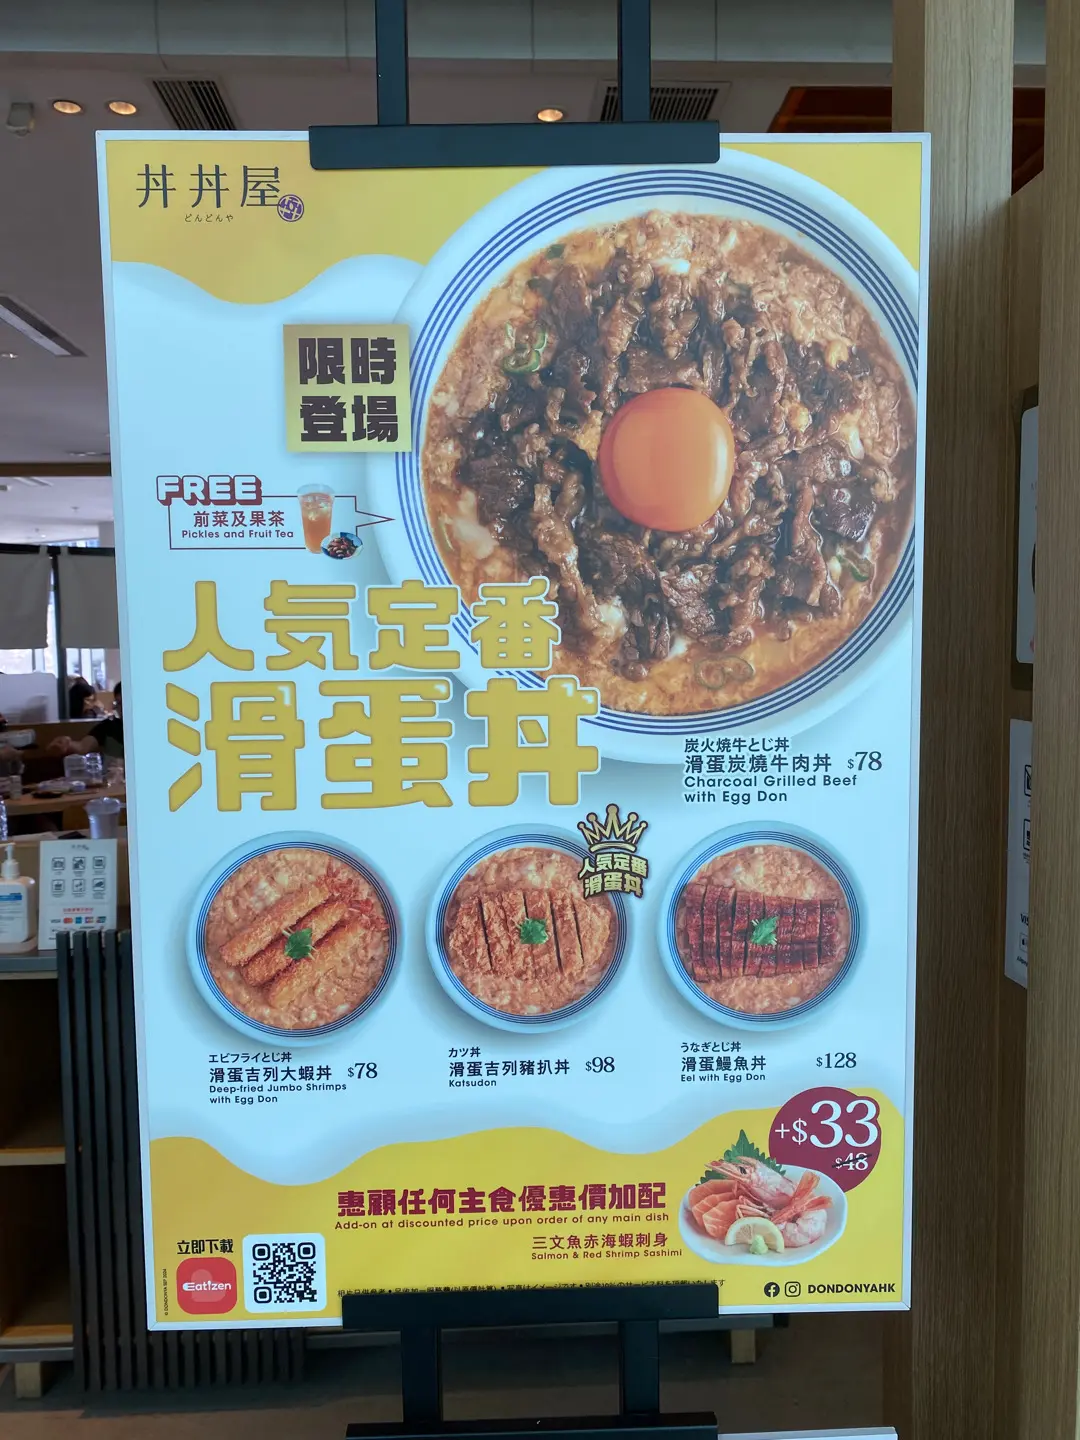 丼丼屋
どんどんや
限時
登場
FREE
前菜及果茶
Pickles and Fruit Tea
人気定番
滑蛋丼
炭火焼牛とじ丼
滑蛋炭燒牛肉丼 $78
Charcoal Grilled Beef
with Egg Don
人気定番
滑蛋丼
エビフライとじ丼
滑蛋吉列大蝦丼 $78
Deep-fried Jumbo Shrimps
with Egg Don
カツ丼
滑蛋吉列豬扒丼 $98
Katsudon
うなぎとじ丼
滑蛋鰻魚丼 $128
Eel with Egg Don
+$33
$48
惠顧任何主食優惠價加配
Add-on at discounted price upon order of any main dish
三文魚赤海蝦刺身
Salmon & Red Shrimp Sashimi
立即下載
Eatizen
DONDONYAHK